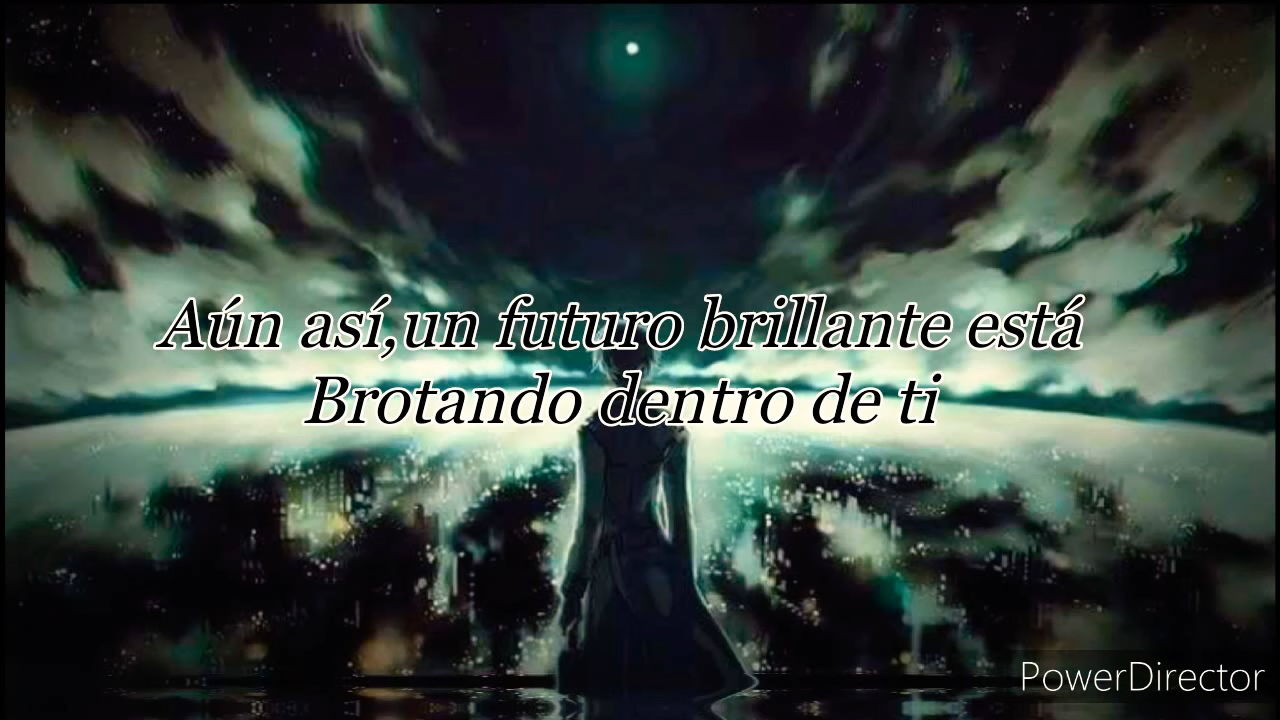 Aún así,un futuro brillante está
Brotando dentro de ti
PowerDirector